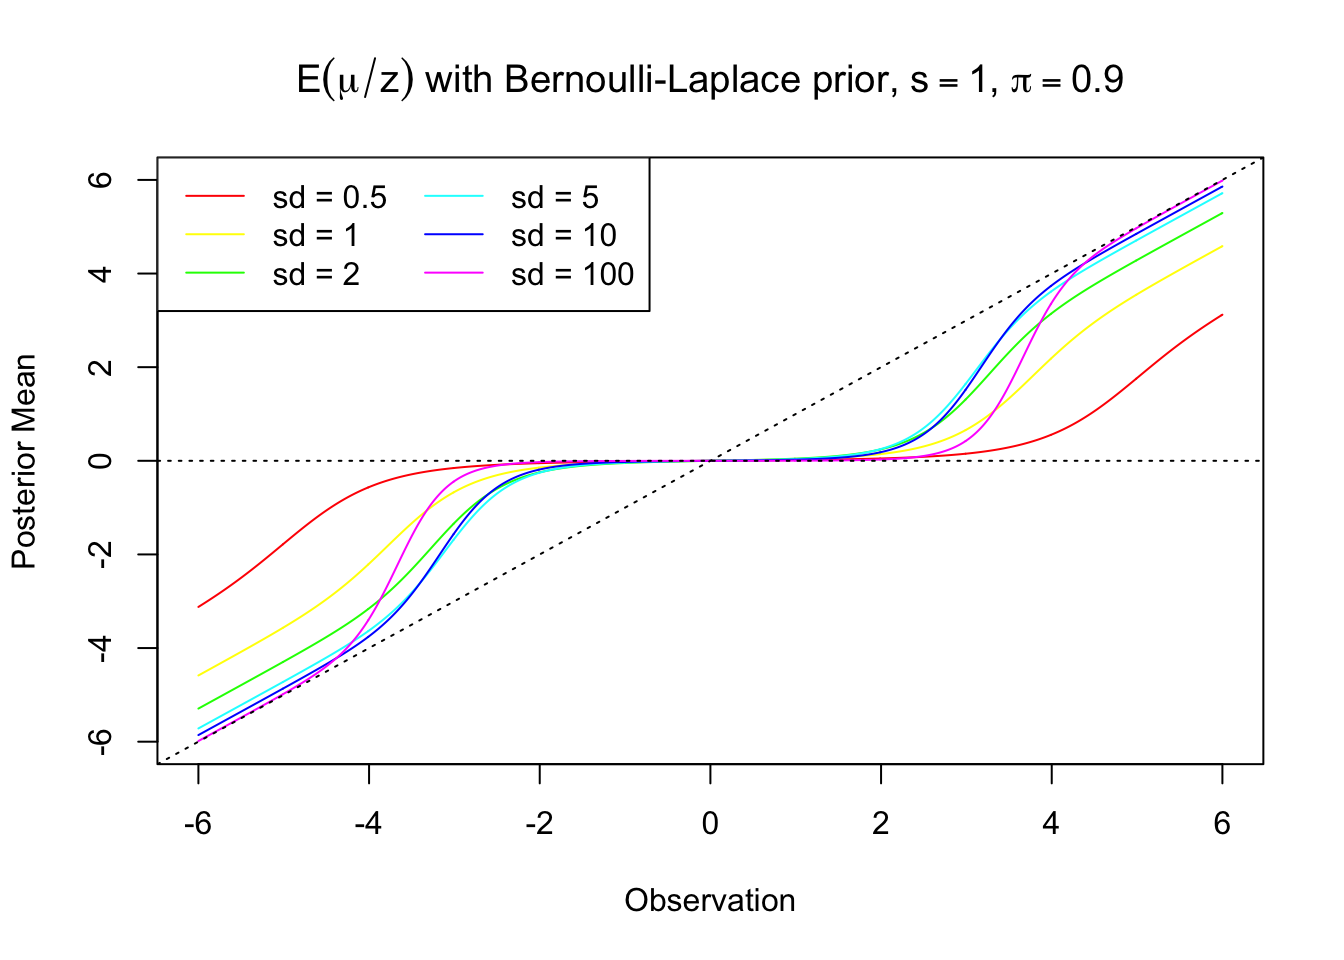 E(μ/z) with Bernoulli-Laplace prior, s = 1, π = 0.9
sd = 0.5
sd = 1
sd = 2
sd = 5
sd = 10
sd = 100
Posterior Mean
6
4
2
0
-2
-4
-6
-6 -4 -2 0 2 4 6
Observation